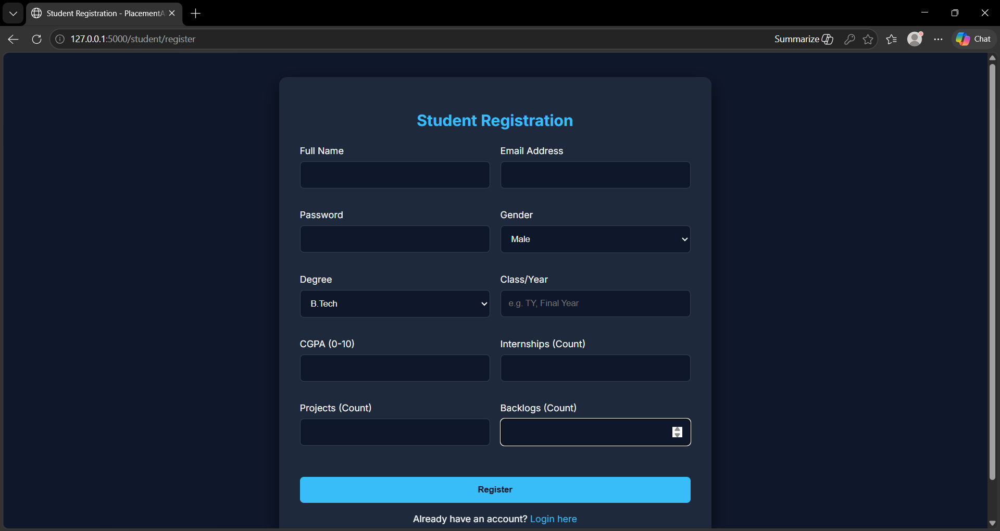 Student Registration - PlacementA
127.0.0.1:5000/student/register
Summarize
Chat
Student Registration
Full Name
Email Address
Password
Gender
Male
Degree
Class/Year
B.Tech
e.g. TY, Final Year
CGPA (0-10)
Internships (Count)
Projects (Count)
Backlogs (Count)
Register
Already have an account? Login here